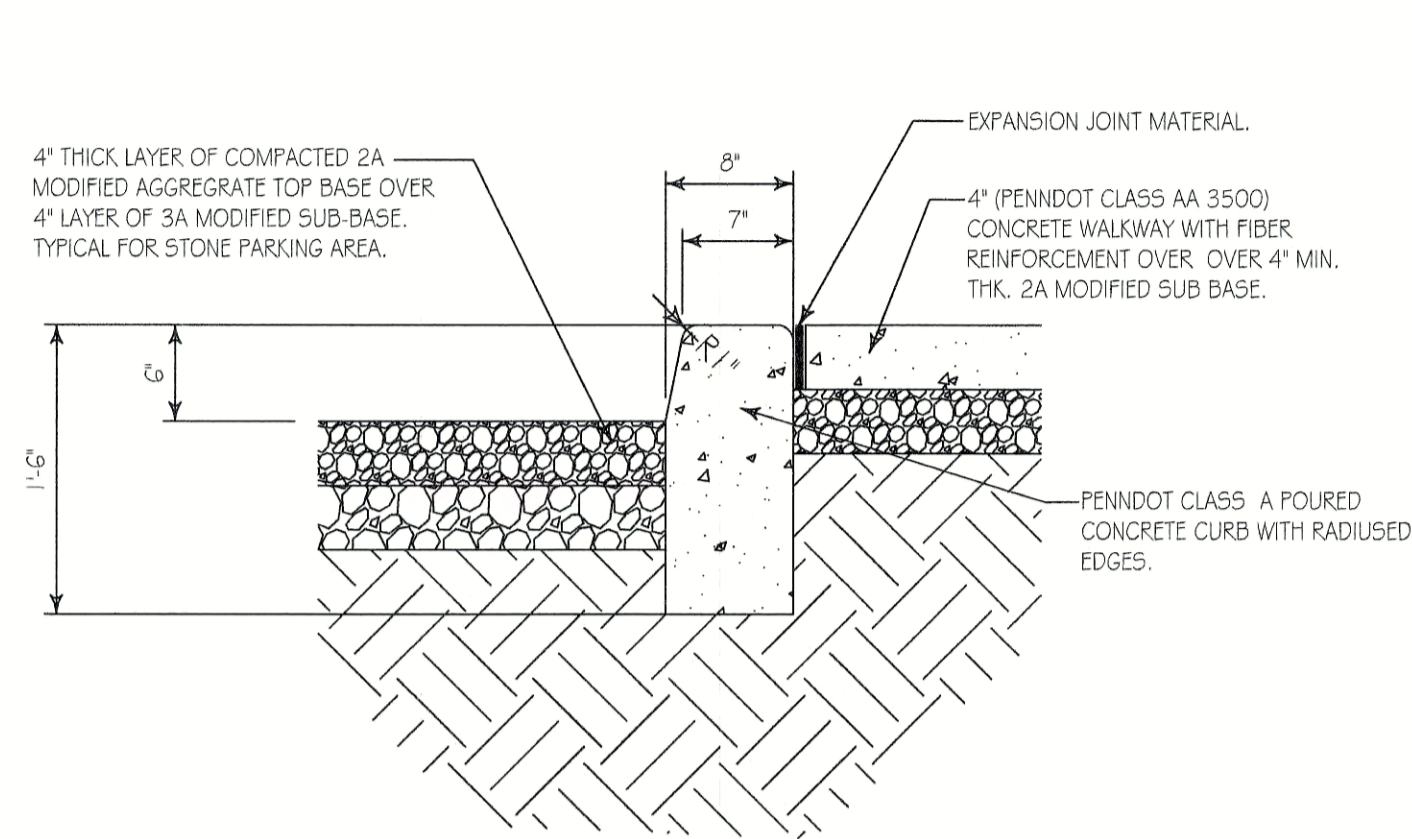 EXPANSION JOINT MATERIAL.
4" THICK LAYER OF COMPACTED 2A
MODIFIED AGGREGRATE TOP BASE OVER
4" LAYER OF 3A MODIFIED SUB-BASE.
TYPICAL FOR STONE PARKING AREA.
8"
7"
4" (PENNDOT CLASS AA 3500)
CONCRETE WALKWAY WITH FIBER
REINFORCEMENT OVER OVER 4" MIN.
THK. 2A MODIFIED SUB BASE.
R1"
6"
1'-6"
PENNDOT CLASS A POURED
CONCRETE CURB WITH RADIUSED
EDGES.